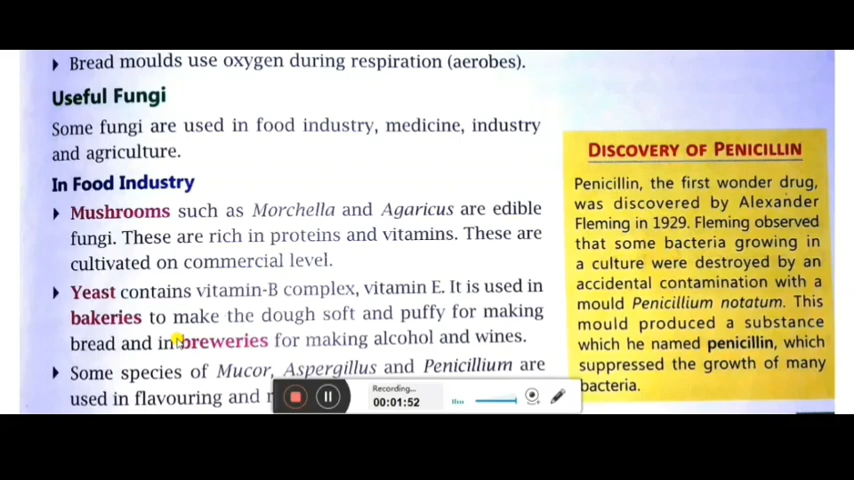 Bread moulds use oxygen during respiration (aerobes).
Useful Fungi
Some fungi are used in food industry, medicine, industry
and agriculture.
In Food Industry
Mushrooms such as Morchella and Agaricus are edible
fungi. These are rich in proteins and vitamins. These are
cultivated on commercial level.
Yeast contains vitamin-B complex, vitamin E. It is used in
bakeries to make the dough soft and puffy for making
bread and in breweries for making alcohol and wines.
Some species of Mucor, Aspergillus and Penicillium are
used in flavouring and
DISCOVERY OF PENICILLIN
Penicillin, the first wonder drug,
was discovered by Alexander
Fleming in 1929. Fleming observed
that some bacteria growing in
a culture were destroyed by an
accidental contamination with a
mould Penicillium notatum. This
mould produced a substance
which he named penicillin, which
suppressed the growth of many
bacteria.
Recording...
00:01:52